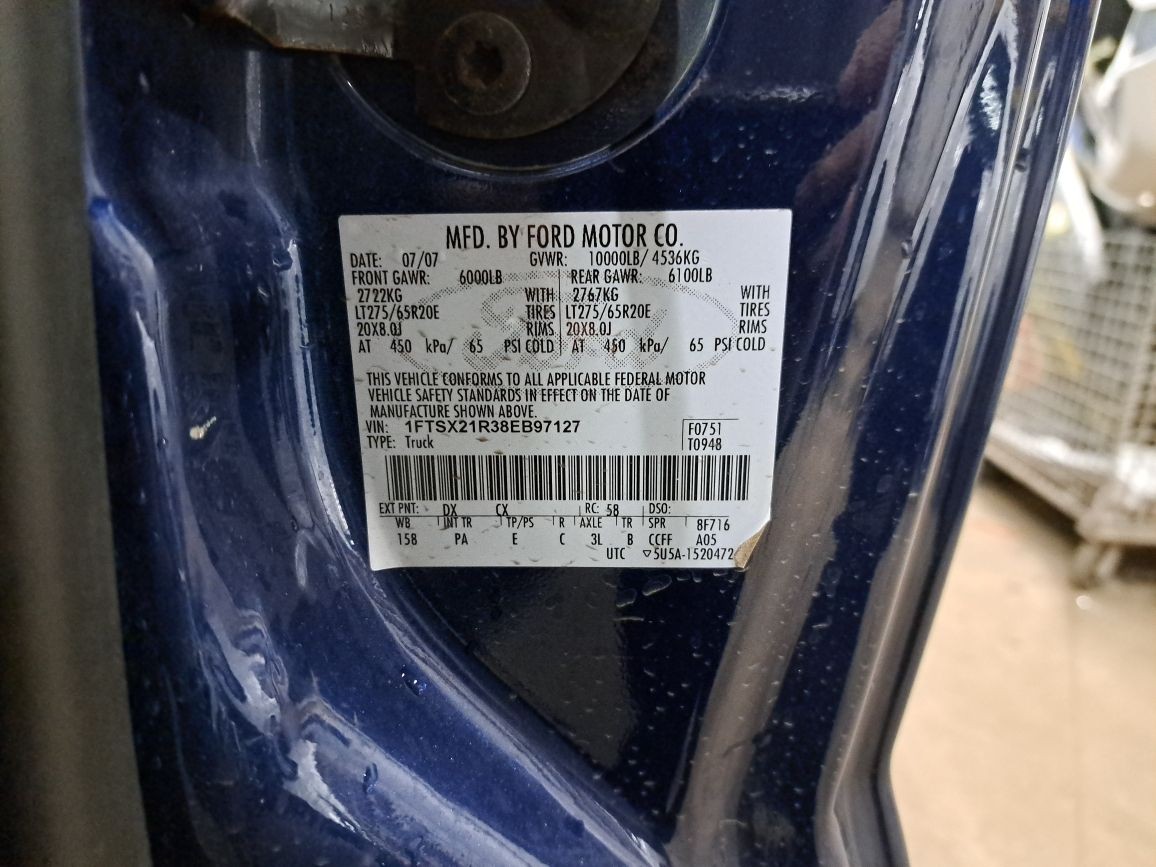 MFD. BY FORD MOTOR CO.
DATE: 07/07 GVWR: 10000LB/ 4536KG
FRONT GAWR: 6000LB REAR GAWR: 6100LB
2722KG WITH 2767KG WITH
LT275/65R20E TIRES LT275/65R20E TIRES
20X8.0J RIMS 20X8.0J RIMS
AT 450 kPa/ 65 PSI COLD AT 450 kPa/ 65 PSI COLD
THIS VEHICLE CONFORMS TO ALL APPLICABLE FEDERAL MOTOR
VEHICLE SAFETY STANDARDS IN EFFECT ON THE DATE OF
MANUFACTURE SHOWN ABOVE.
VIN: 1FTSX21R38EB97127 F0751
TYPE: Truck T0948
EXT PNT: DX CX RC: 58 DSO:
WB INT TR TP/PS R AXLE TR SPR 8F716
158 PA E C 3L B CCFF A05
UTC ▽5U5A-1520472